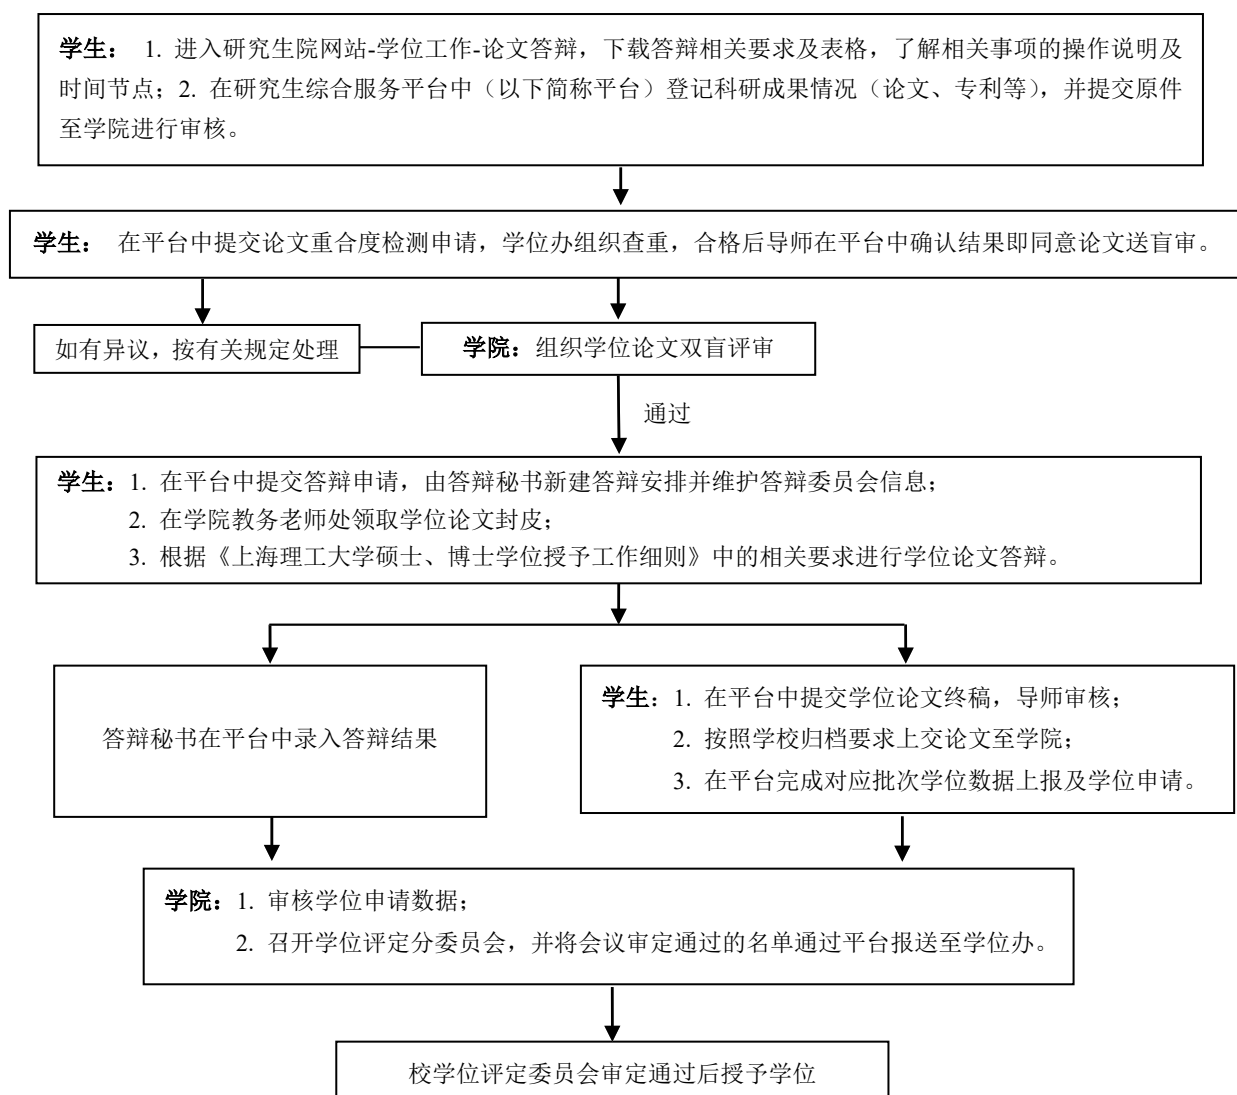 学生： 1. 进入研究生院网站-学位工作-论文答辩，下载答辩相关要求及表格，了解相关事项的操作说明及
时间节点；2. 在研究生综合服务平台中（以下简称平台）登记科研成果情况（论文、专利等），并提交原件
至学院进行审核。
学生： 在平台中提交论文重合度检测申请，学位办组织查重，合格后导师在平台中确认结果即同意论文送盲审。
如有异议，按有关规定处理
学院：组织学位论文双盲评审
通过
学生：1. 在平台中提交答辩申请，由答辩秘书新建答辩安排并维护答辩委员会信息；
2. 在学院教务老师处领取学位论文封皮；
3. 根据《上海理工大学硕士、博士学位授予工作细则》中的相关要求进行学位论文答辩。
答辩秘书在平台中录入答辩结果
学生：1. 在平台中提交学位论文终稿，导师审核；
2. 按照学校归档要求上交论文至学院；
3. 在平台完成对应批次学位数据上报及学位申请。
学院：1. 审核学位申请数据；
2. 召开学位评定分委员会，并将会议审定通过的名单通过平台报送至学位办。
校学位评定委员会审定通过后授予学位